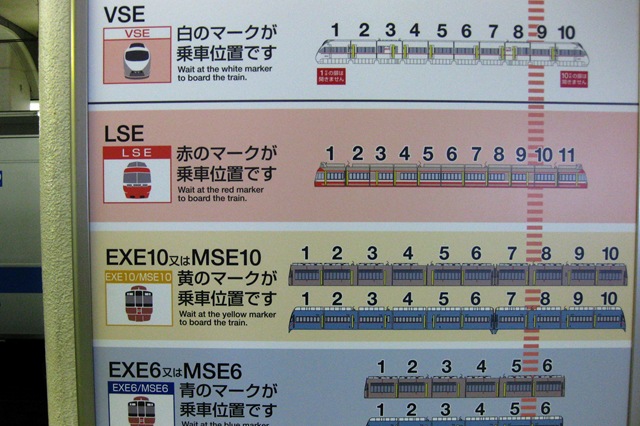 VSE
VSE
白のマークが
乗車位置です
Wait at the white marker
to board the train.
1 2 3 4 5 6 7 8 9 10
LSE
LSE
赤のマークが
乗車位置です
Wait at the red marker
to board the train.
1 2 3 4 5 6 7 8 9 10 11
EXE10又はMSE10
EXE10/MSE10
黄のマークが
乗車位置です
Wait at the yellow marker
to board the train.
1 2 3 4 5 6 7 8 9 10
1 2 3 4 5 6 7 8 9 10
EXE6又はMSE6
EXE6/MSE6
青のマークが
乗車位置です
Wait at the blue marker
1 2 3 4 5 6
1 2 3 4 5 6